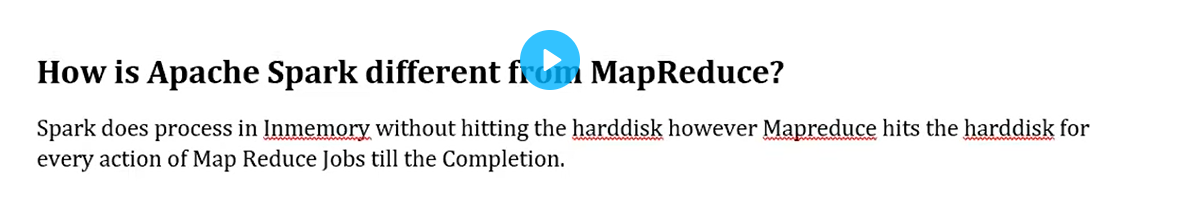 How is Apache Spark different from MapReduce?
Spark does process in Inmemory without hitting the harddisk however Mapreduce hits the harddisk for
every action of Map Reduce Jobs till the Completion.